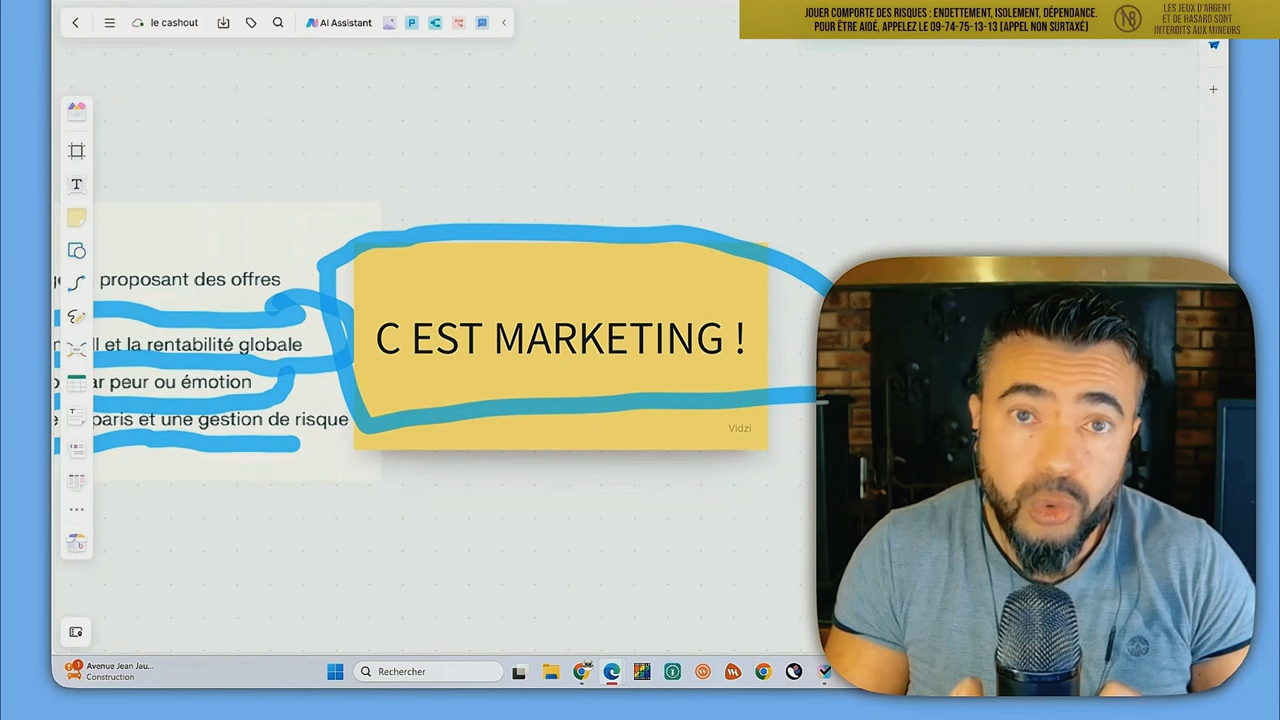 le cashout
AI Assistant
JOUER COMPORTE DES RISQUES : ENDETTEMENT, ISOLEMENT, DÉPENDANCE.
POUR ÊTRE AIDÉ, APPELEZ LE 09-74-75-13-13 (APPEL NON SURTAXÉ)
18
LES JEUX D'ARGENT
ET DE HASARD SONT
INTERDITS AUX MINEURS
proposant des offres
et la rentabilité globale
ar peur ou émotion
paris et une gestion de risque
C EST MARKETING !
Vidzi
Avenue Jean Jau...
Construction
Rechercher